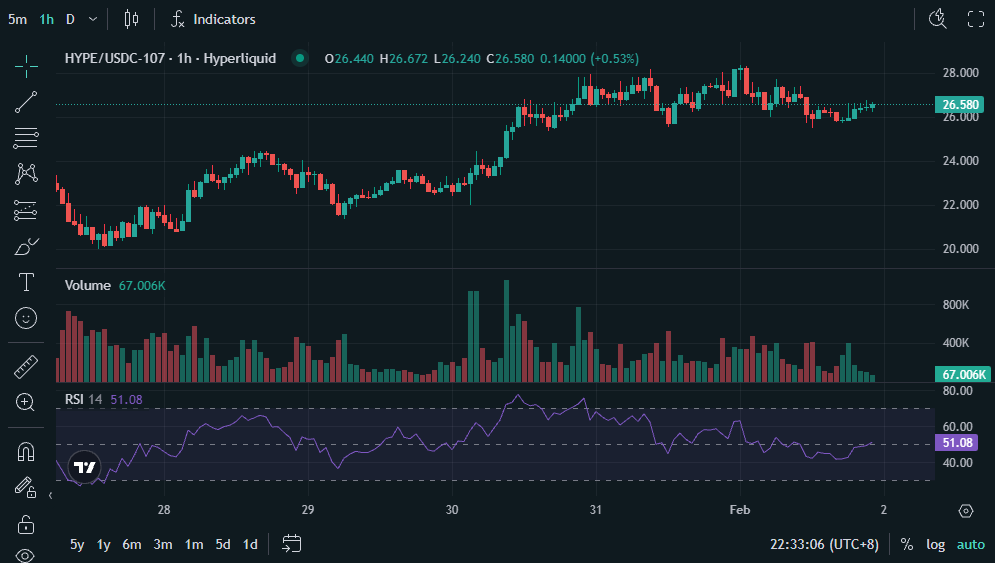 5m 1h D Indicators
HYPE/USDC-107 · 1h · Hyperliquid O26.440 H26.672 L26.240 C26.580 0.14000 (+0.53%)
28.000
26.580
26.000
24.000
22.000
20.000
Volume 67.006K
800K
400K
67.006K
80.00
RSI 14 51.08
60.00
51.08
40.00
28 29 30 31 Feb 2
5y 1y 6m 3m 1m 5d 1d 22:33:06 (UTC+8) % log auto